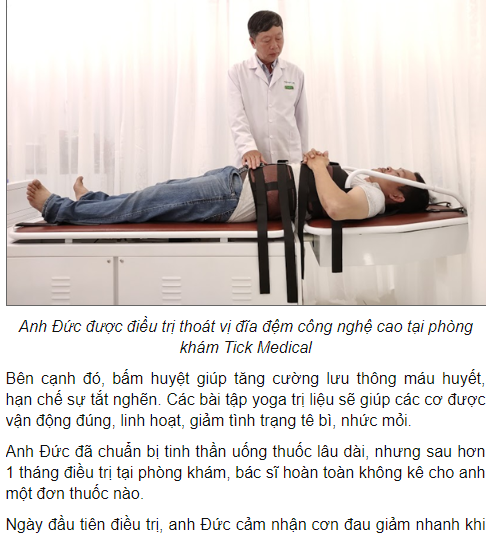 Anh Đức được điều trị thoát vị đĩa đệm công nghệ cao tại phòng
khám Tick Medical
Bên cạnh đó, bấm huyệt giúp tăng cường lưu thông máu huyết,
hạn chế sự tắt nghẽn. Các bài tập yoga trị liệu sẽ giúp các cơ được
vận động đúng, linh hoạt, giảm tình trạng tê bì, nhức mỏi.
Anh Đức đã chuẩn bị tinh thần uống thuốc lâu dài, nhưng sau hơn
1 tháng điều trị tại phòng khám, bác sĩ hoàn toàn không kê cho anh
một đơn thuốc nào.
Ngày đầu tiên điều trị, anh Đức cảm nhận cơn đau giảm nhanh khi